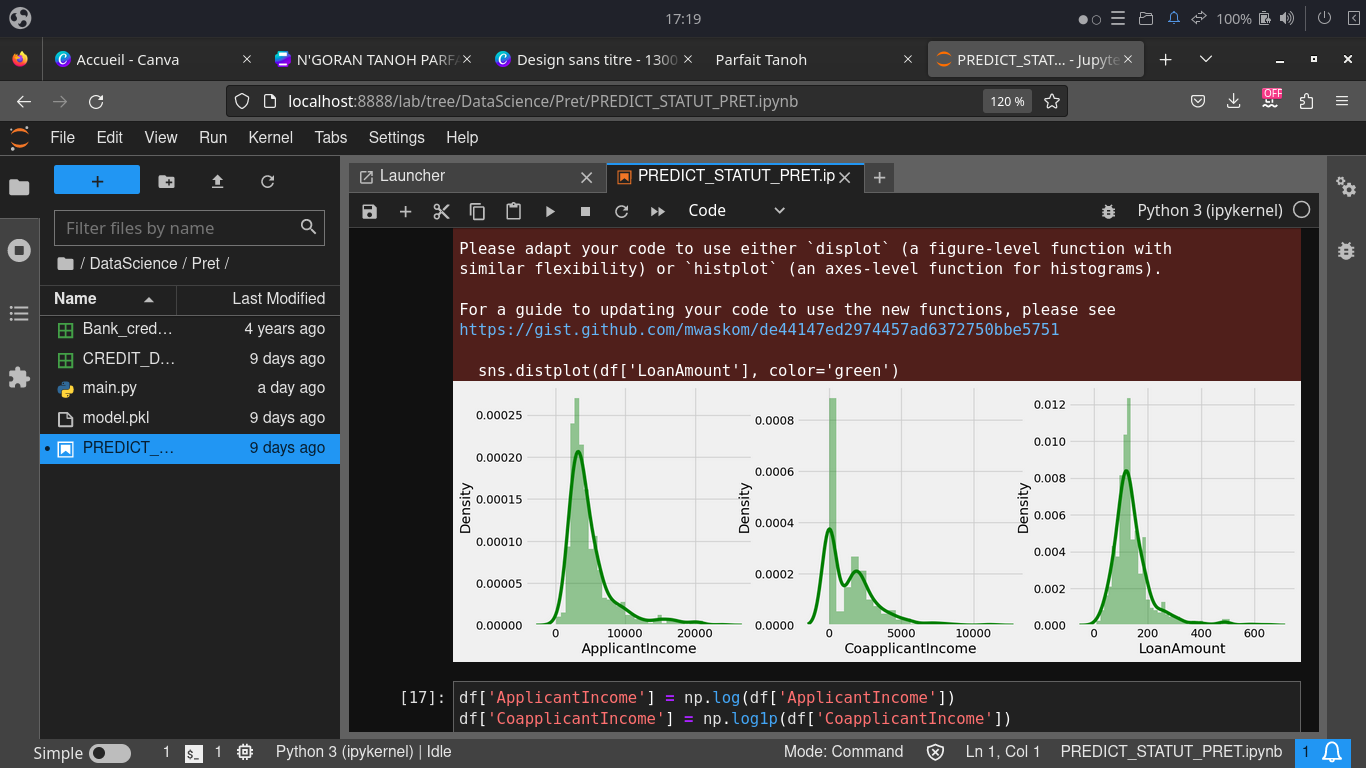 17:19
100%
Accueil - Canva
N'GORAN TANOH PARFA
Design sans titre - 1300
Parfait Tanoh
PREDICT_STAT... - Jupyte
localhost:8888/lab/tree/DataScience/Pret/PREDICT_STATUT_PRET.ipynb
120 %
OFF
File Edit View Run Kernel Tabs Settings Help
Launcher
PREDICT_STATUT_PRET.ip
Code
Python 3 (ipykernel)
Filter files by name
/ DataScience / Pret /
Name Last Modified
Bank_cred... 4 years ago
CREDIT_D... 9 days ago
main.py a day ago
model.pkl 9 days ago
PREDICT_... 9 days ago
Please adapt your code to use either `displot` (a figure-level function with
similar flexibility) or `histplot` (an axes-level function for histograms).
For a guide to updating your code to use the new functions, please see
https://gist.github.com/mwaskom/de44147ed2974457ad6372750bbe5751
sns.distplot(df['LoanAmount'], color='green')
Density
0.00025
0.00020
0.00015
0.00010
0.00005
0.00000
0 10000 20000
ApplicantIncome
Density
0.0008
0.0006
0.0004
0.0002
0.0000
0 5000 10000
CoapplicantIncome
Density
0.012
0.010
0.008
0.006
0.004
0.002
0.000
0 200 400 600
LoanAmount
[17]:
df['ApplicantIncome'] = np.log(df['ApplicantIncome'])
df['CoapplicantIncome'] = np.log1p(df['CoapplicantIncome'])
Simple 1 $_ 1 Python 3 (ipykernel) | Idle Mode: Command Ln 1, Col 1 PREDICT_STATUT_PRET.ipynb 1